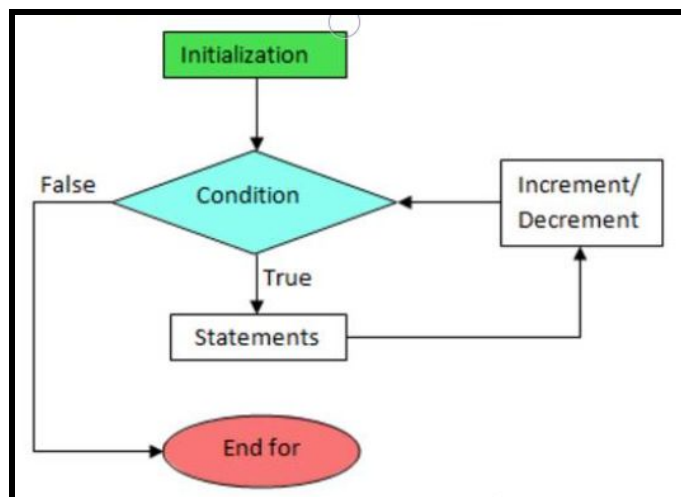 Initialization
False
Condition
Increment/
Decrement
True
Statements
End for